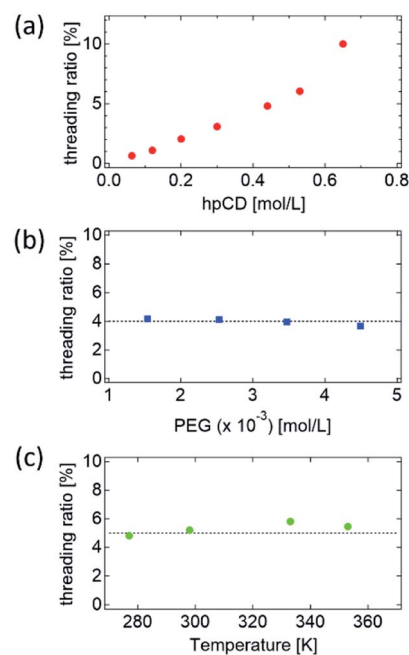 (a)
threading ratio [%]
10
5
0
0.0 0.2 0.4 0.6 0.8
hpCD [mol/L]
(b)
threading ratio [%]
10
8
6
4
2
0
1 2 3 4 5
PEG (x 10⁻³) [mol/L]
(c)
threading ratio [%]
10
8
6
4
2
0
280 300 320 340 360
Temperature [K]